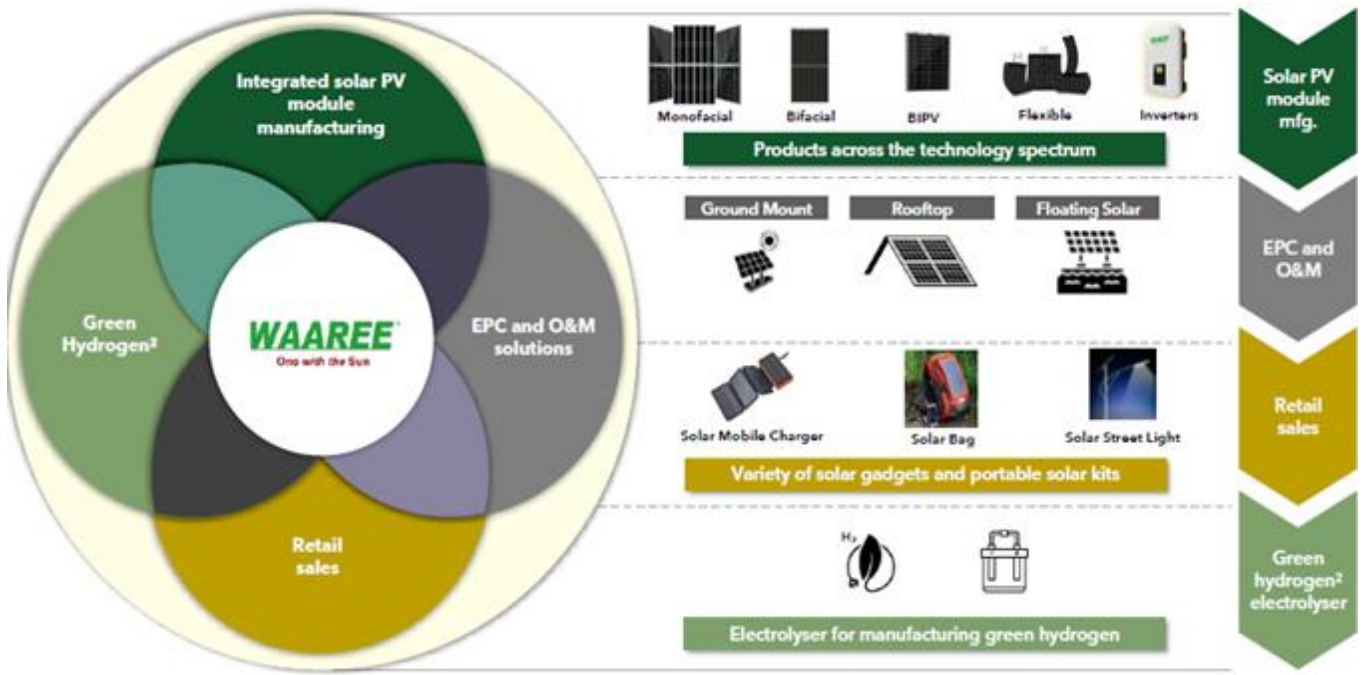 Integrated solar PV
module
manufacturing
Green
Hydrogen²
WAAREE®
One with the Sun
EPC and O&M
solutions
Retail
sales
Monofacial
Bifacial
BIPV
Flexible
Inverters
Products across the technology spectrum
Ground Mount
Rooftop
Floating Solar
Solar Mobile Charger
Solar Bag
Solar Street Light
Variety of solar gadgets and portable solar kits
H₂
Electrolyser for manufacturing green hydrogen
Solar PV
module
mfg.
EPC and
O&M
Retail
sales
Green
hydrogen²
electrolyser